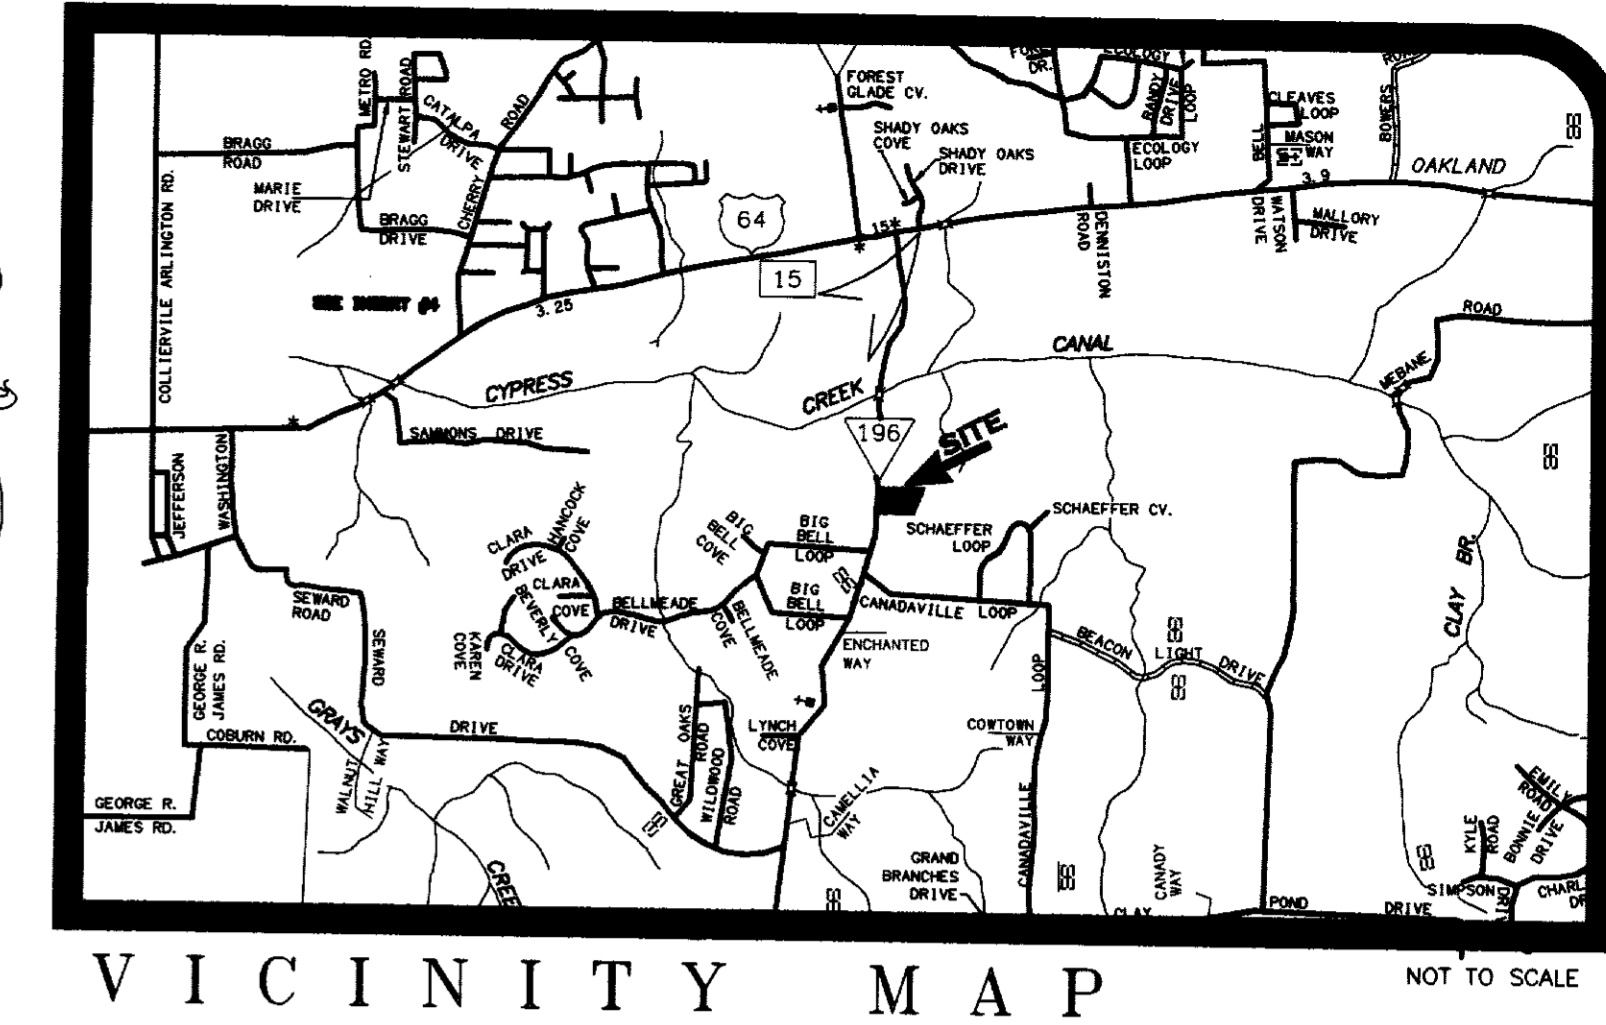 METRO RD.
STEWART ROAD
CATALPA
DRIVE
ROAD
CHERRY
BRAGG
ROAD
MARIE
DRIVE
BRAGG
DRIVE
COLLIERVILLE ARLINGTON RD.
3.25
64
15
FOREST
GLADE CV.
SHADY OAKS
COVE
SHADY OAKS
DRIVE
15
DR.
ECOLOGY
RANDY
DRIVE
LOOP
ECOLOGY
LOOP
DENNISTON
ROAD
CLEAVES
LOOP
BELL
MASON
WAY
WATSON
DRIVE
3.9
MALLORY
DRIVE
BOWERS
OAKLAND
ROAD
MEBANE
CYPRESS
CREEK
CANAL
SAMMONS DRIVE
196
SITE
JEFFERSON
WASHINGTON
SEWARD
ROAD
SEWARD
DRIVE
GEORGE R.
JAMES RD.
COBURN RD.
GEORGE R.
JAMES RD.
GRAYS
CREE
WALNUT
HILL WAY
CLARA
DRIVE
HANCOCK
COVE
CLARA
COVE
BEVERLY
COVE
KAREN
COVE
CLARA
DRIVE
BELLMEADE
DRIVE
BELLMEADE
COVE
BIG
BELL
COVE
BIG
BELL
LOOP
BIG
BELL
LOOP
SCHAEFFER
LOOP
SCHAEFFER CV.
CANADAVILLE LOOP
ENCHANTED
WAY
BEACON
LIGHT
DRIVE
CLAY BR.
LOOP
CANADAVILLE
COWTOWN
WAY
GREAT OAKS
ROAD
WILDWOOD
ROAD
LYNCH
COVE
CAMELLIA
WAY
GRAND
BRANCHES
DRIVE
CANADY
WAY
CLAY
POND
DRIVE
EMILY
ROAD
BONNIE
DRIVE
KYLE
ROAD
SIMPSON
CHARL
VICINITY MAP
NOT TO SCALE